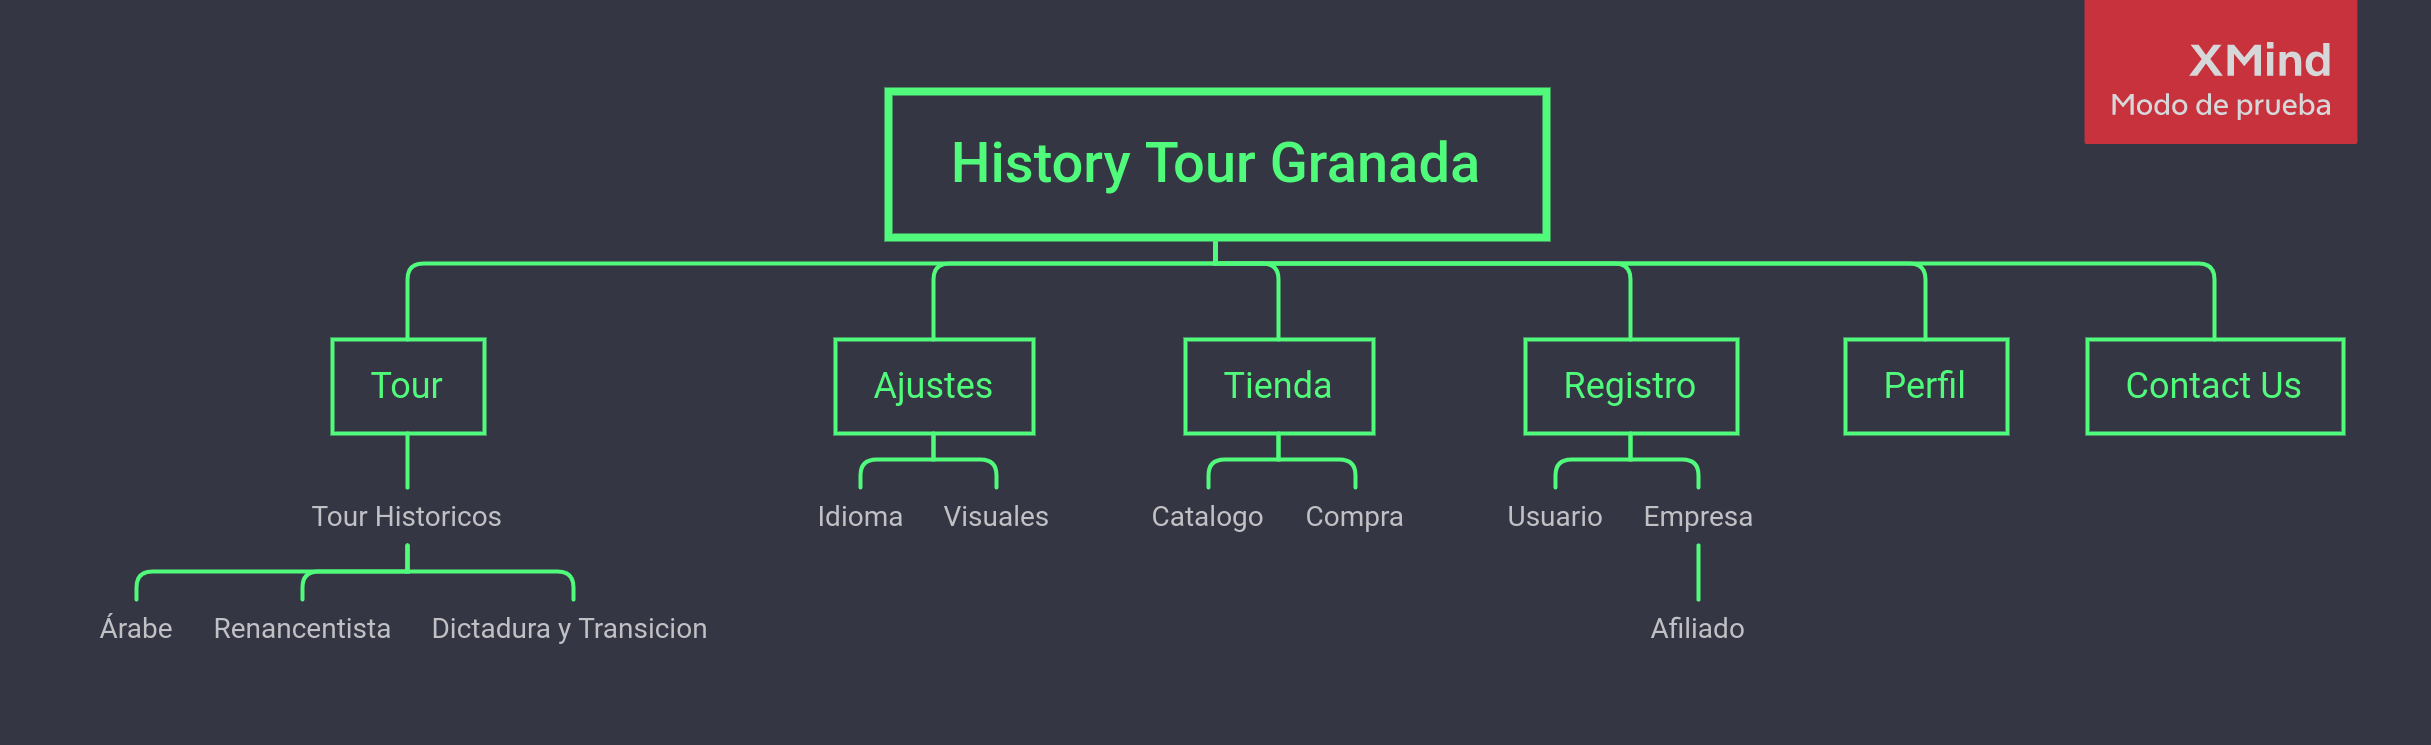 XMind
Modo de prueba
History Tour Granada
Tour
Ajustes
Tienda
Registro
Perfil
Contact Us
Tour Historicos
Idioma
Visuales
Catalogo
Compra
Usuario
Empresa
Árabe
Renancentista
Dictadura y Transicion
Afiliado